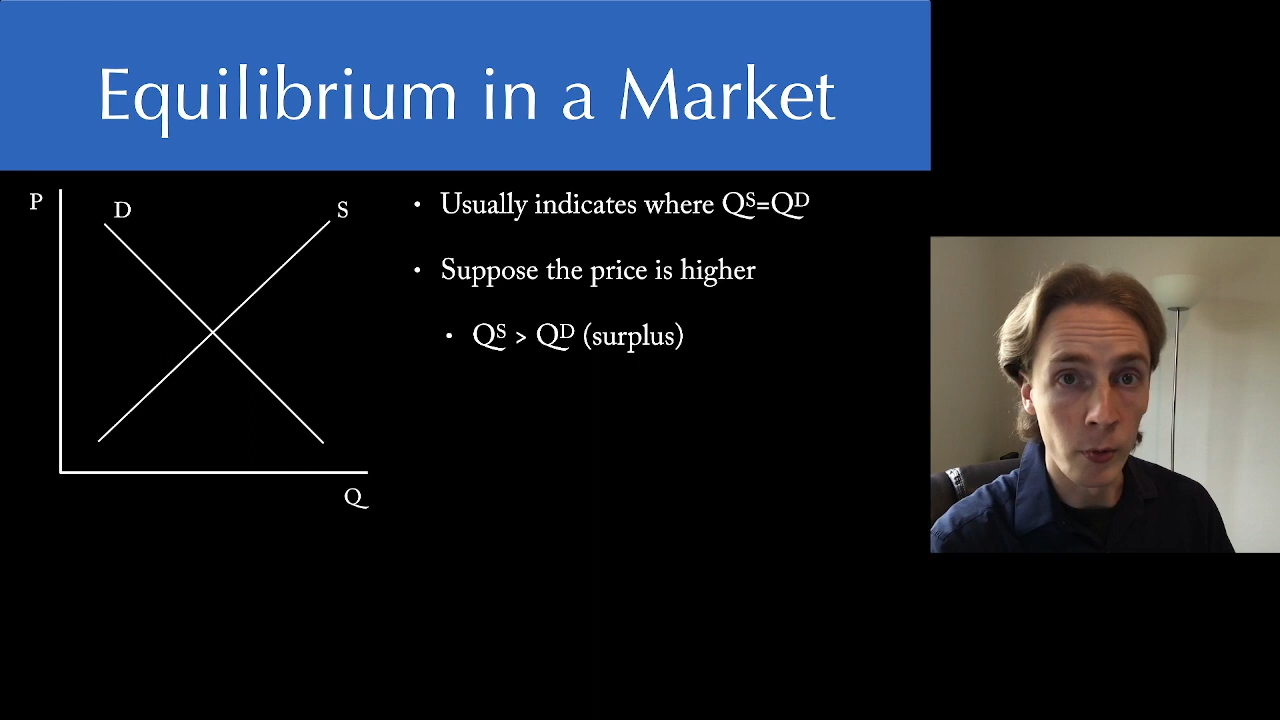 Equilibrium in a Market
P
D
S
Q
• Usually indicates where Qˢ=Qᴰ
• Suppose the price is higher
• Qˢ > Qᴰ (surplus)